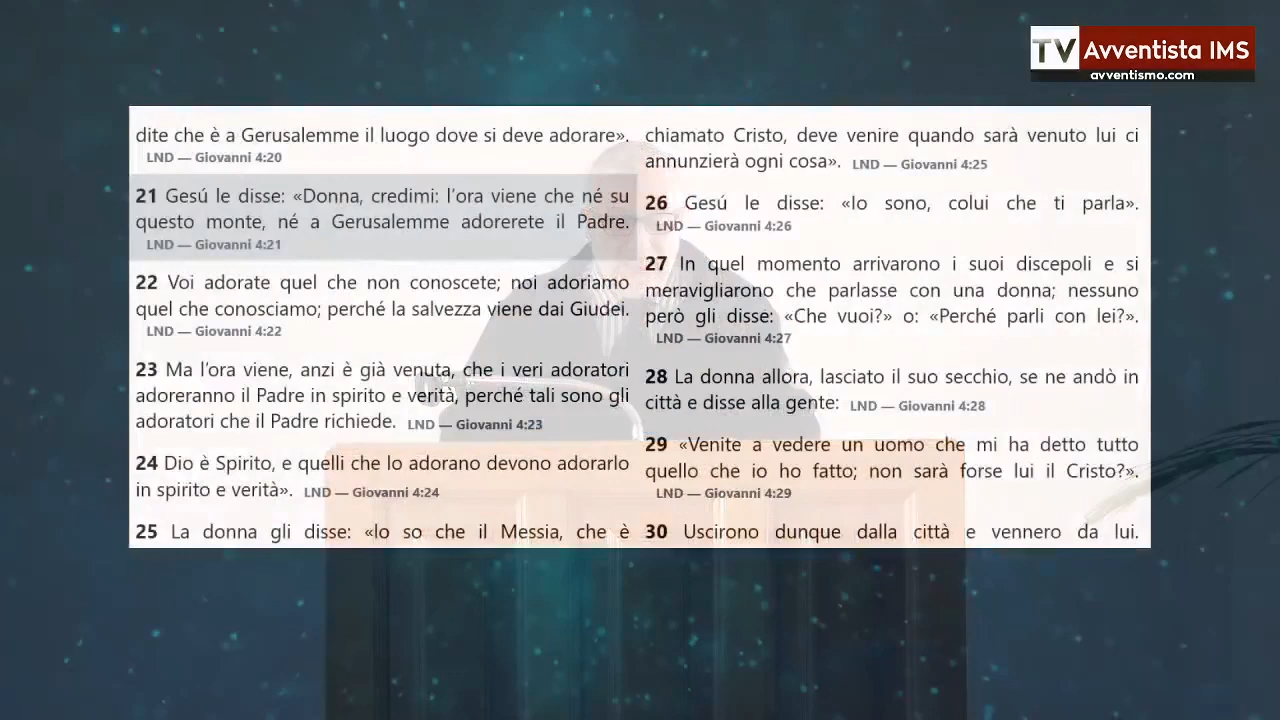 TV Avventista IMS
avventismo.com
dite che è a Gerusalemme il luogo dove si deve adorare».
LND — Giovanni 4:20
21 Gesú le disse: «Donna, credimi: l'ora viene che né su
questo monte, né a Gerusalemme adorerete il Padre.
LND — Giovanni 4:21
22 Voi adorate quel che non conoscete; noi adoriamo
quel che conosciamo; perché la salvezza viene dai Giudei.
LND — Giovanni 4:22
23 Ma l'ora viene, anzi è già venuta, che i veri adoratori
adoreranno il Padre in spirito e verità, perché tali sono gli
adoratori che il Padre richiede. LND — Giovanni 4:23
24 Dio è Spirito, e quelli che lo adorano devono adorarlo
in spirito e verità». LND — Giovanni 4:24
25 La donna gli disse: «Io so che il Messia, che è
chiamato Cristo, deve venire quando sarà venuto lui ci
annunzierà ogni cosa». LND — Giovanni 4:25
26 Gesú le disse: «Io sono, colui che ti parla».
LND — Giovanni 4:26
27 In quel momento arrivarono i suoi discepoli e si
meravigliarono che parlasse con una donna; nessuno
però gli disse: «Che vuoi?» o: «Perché parli con lei?».
LND — Giovanni 4:27
28 La donna allora, lasciato il suo secchio, se ne andò in
città e disse alla gente: LND — Giovanni 4:28
29 «Venite a vedere un uomo che mi ha detto tutto
quello che io ho fatto; non sarà forse lui il Cristo?».
LND — Giovanni 4:29
30 Uscirono dunque dalla città e vennero da lui.